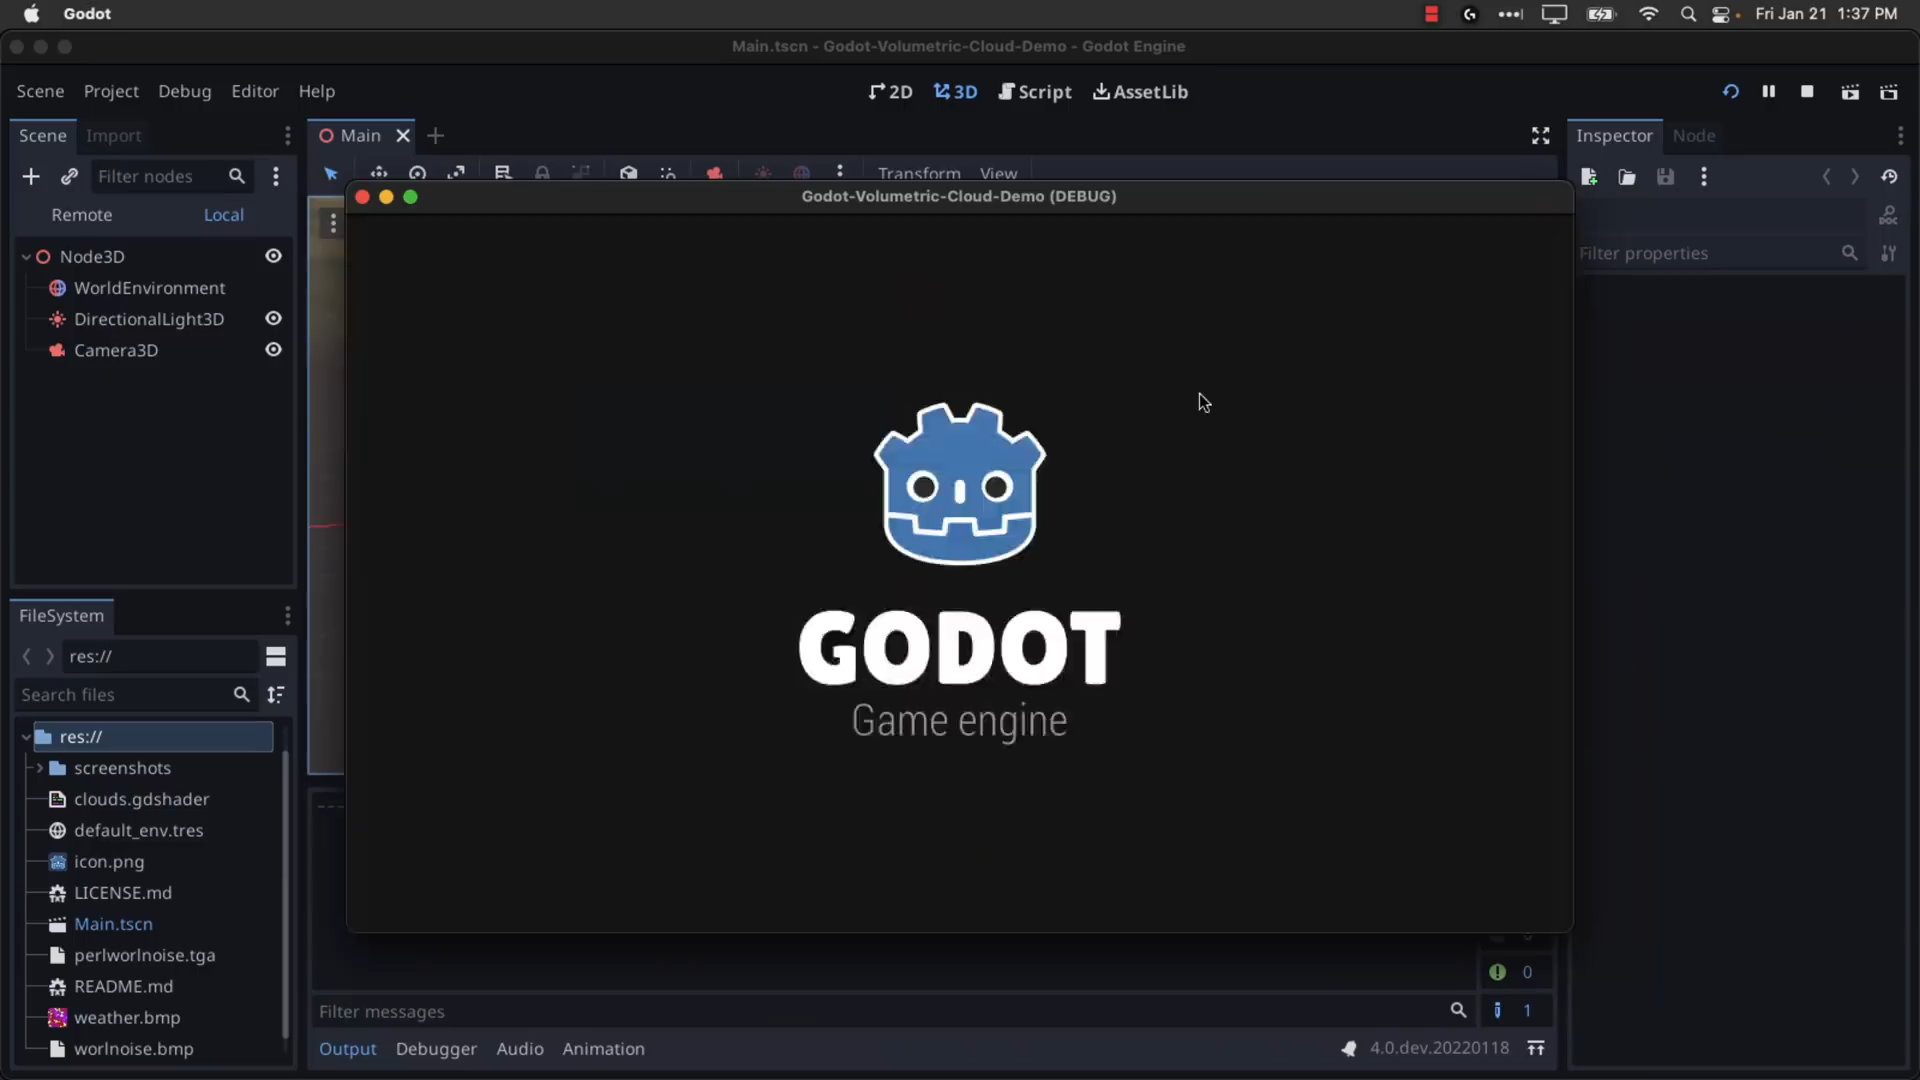 Godot
Fri Jan 21 1:37 PM
Main.tscn - Godot-Volumetric-Cloud-Demo - Godot Engine
Scene Project Debug Editor Help
2D 3D Script AssetLib
Scene Import
Main
Inspector Node
Filter nodes
Transform View
Remote Local
Godot-Volumetric-Cloud-Demo (DEBUG)
Filter properties
Node3D
WorldEnvironment
DirectionalLight3D
Camera3D
GODOT
Game engine
FileSystem
res://
Search files
res://
screenshots
clouds.gdshader
default_env.tres
icon.png
LICENSE.md
Main.tscn
perlworlnoise.tga
README.md
weather.bmp
worlnoise.bmp
0
Filter messages
1
Output Debugger Audio Animation
4.0.dev.20220118